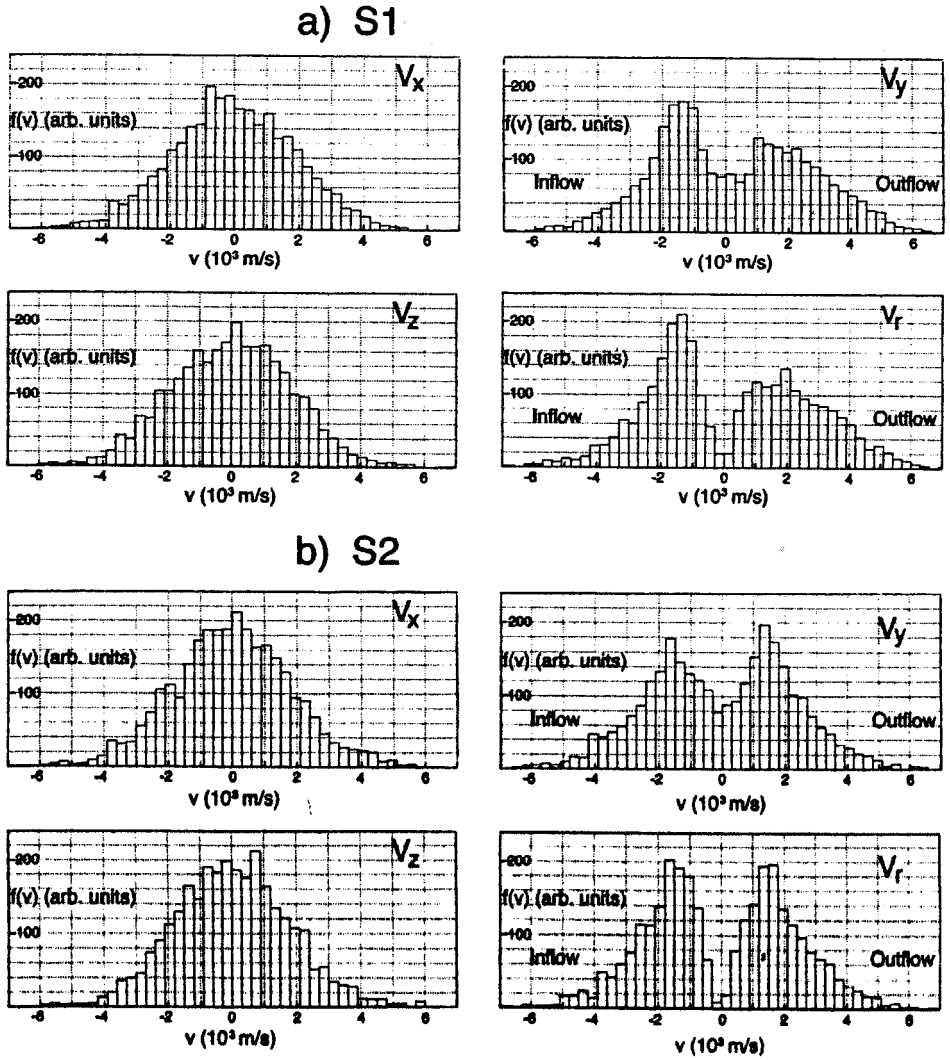 a) S1
200
f(v) (arb. units)
100
Vx
-6 -4 -2 0 2 4 6
v (10³ m/s)
200
f(v) (arb. units)
100
Vy
Inflow
Outflow
-6 -4 -2 0 2 4 6
v (10³ m/s)
200
f(v) (arb. units)
100
Vz
-6 -4 -2 0 2 4 6
v (10³ m/s)
200
f(v) (arb. units)
100
Vr
Inflow
Outflow
-6 -4 -2 0 2 4 6
v (10³ m/s)
b) S2
200
f(v) (arb. units)
100
Vx
-6 -4 -2 0 2 4 6
v (10³ m/s)
200
f(v) (arb. units)
100
Vy
Inflow
Outflow
-6 -4 -2 0 2 4 6
v (10³ m/s)
200
f(v) (arb. units)
100
Vz
-6 -4 -2 0 2 4 6
v (10³ m/s)
200
f(v) (arb. units)
100
Vr
Inflow
Outflow
-6 -4 -2 0 2 4 6
v (10³ m/s)